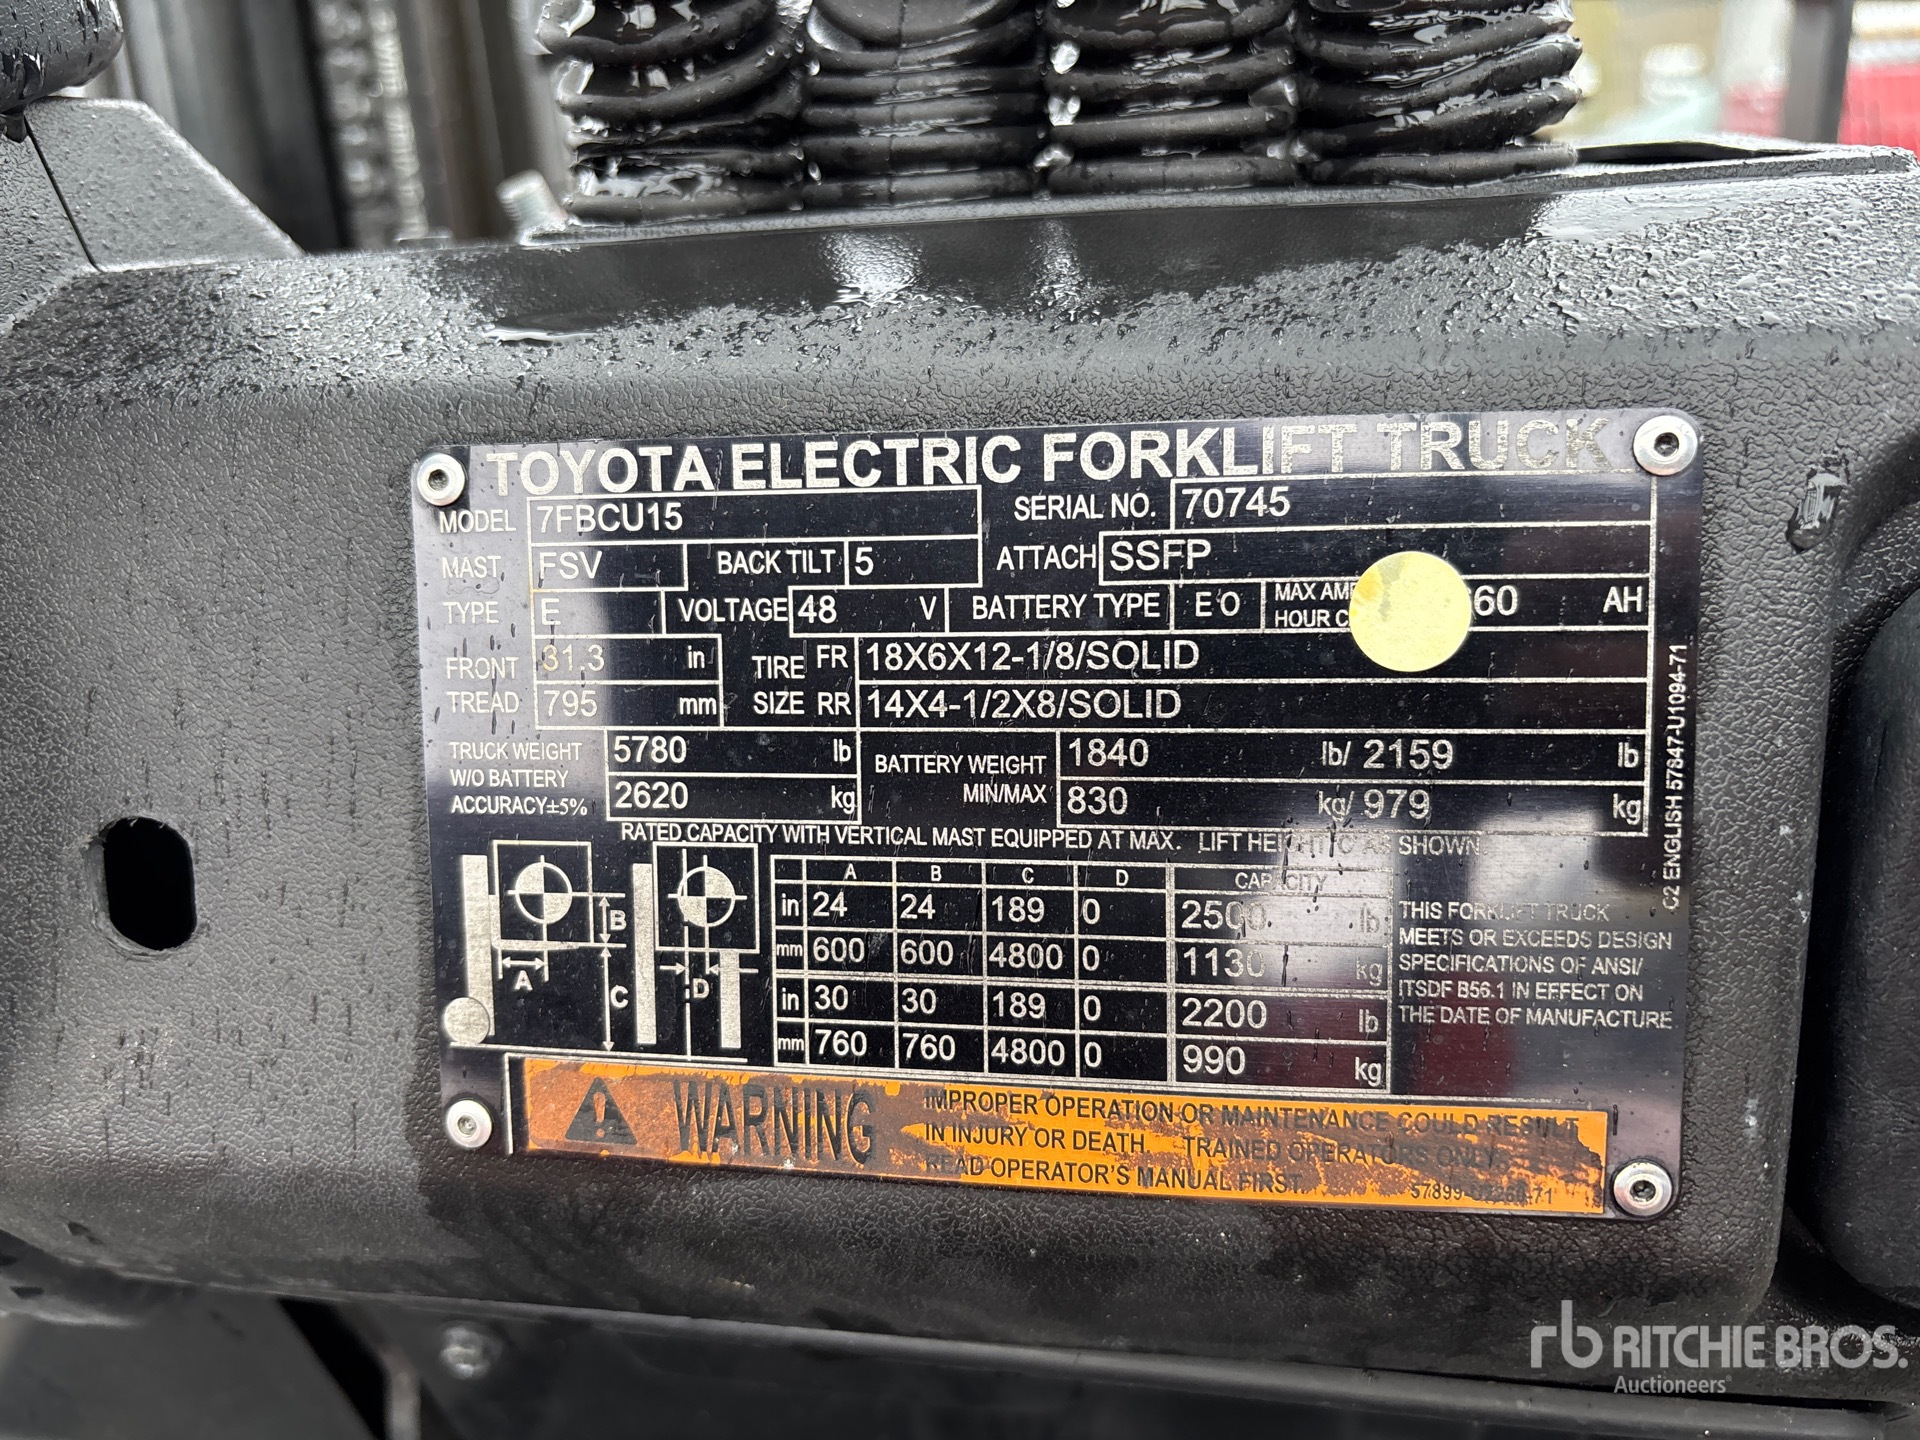 TOYOTA ELECTRIC FORKLIFT TRUCK
MODEL 7FBCU15 SERIAL NO. 70745
MAST FSV BACK TILT 5 ATTACH SSFP
TYPE E VOLTAGE 48 V BATTERY TYPE E O MAX 60 AH
HOUR
FRONT TREAD 31.3 in TIRE SIZE FR 18X6X12-1/8/SOLID
795 mm RR 14X4-1/2X8/SOLID
TRUCK WEIGHT 5780 lb BATTERY WEIGHT 1840 lb/ 2159 lb
W/O BATTERY
ACCURACY±5% 2620 kg MIN/MAX 830 kg/ 979 kg
RATED CAPACITY WITH VERTICAL MAST EQUIPPED AT MAX. LIFT HEIGHT C AS SHOWN
A B C D CAPACITY
in 24 24 189 0 2500 lb
mm 600 600 4800 0 1130 kg
in 30 30 189 0 2200 lb
mm 760 760 4800 0 990 kg
A B C D
THIS FORKLIFT TRUCK
MEETS OR EXCEEDS DESIGN
SPECIFICATIONS OF ANSI/
ITSDF B56.1 IN EFFECT ON
THE DATE OF MANUFACTURE
C2 ENGLISH 57847-U1094-71
WARNING
IMPROPER OPERATION OR MAINTENANCE COULD RESULT
IN INJURY OR DEATH. TRAINED OPERATORS ONLY.
READ OPERATOR'S MANUAL FIRST.
rb RITCHIE BROS.
Auctioneers